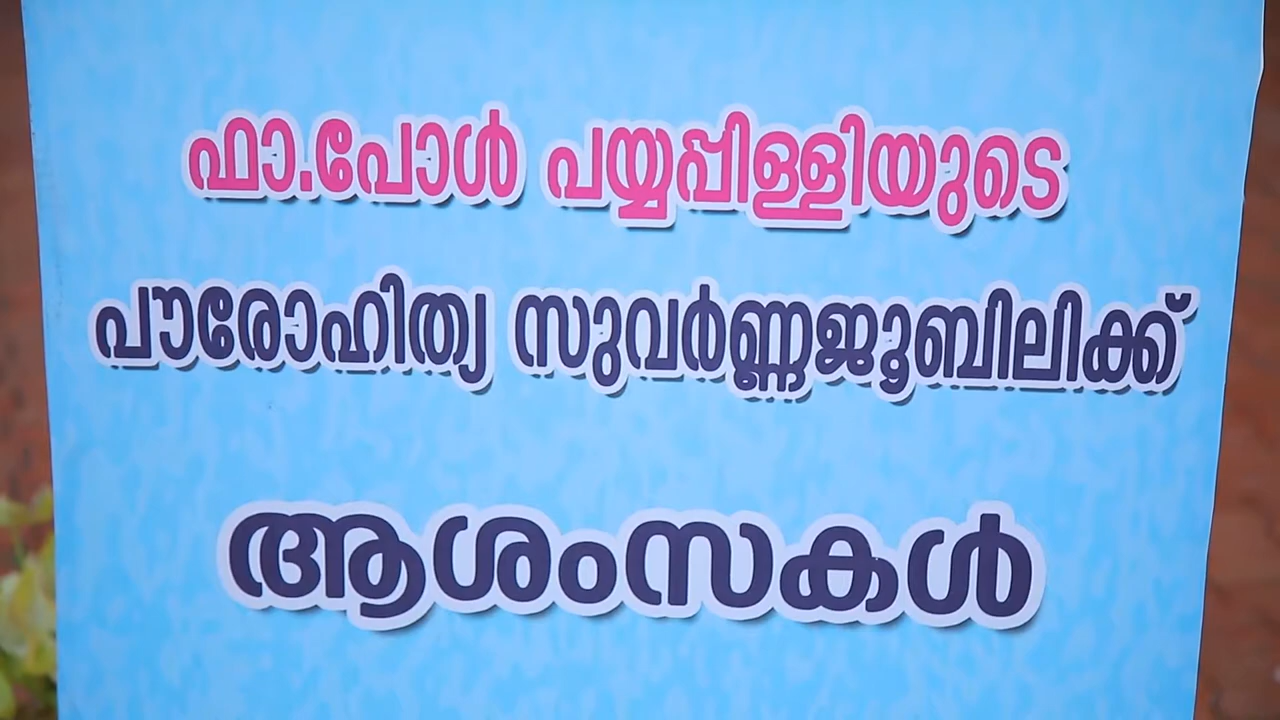 ഫാ.പോൾ പയ്യപ്പിള്ളിയുടെ
പൗരോഹിത്യ സുവർണ്ണജൂബിലിക്ക്
ആശംസകൾ